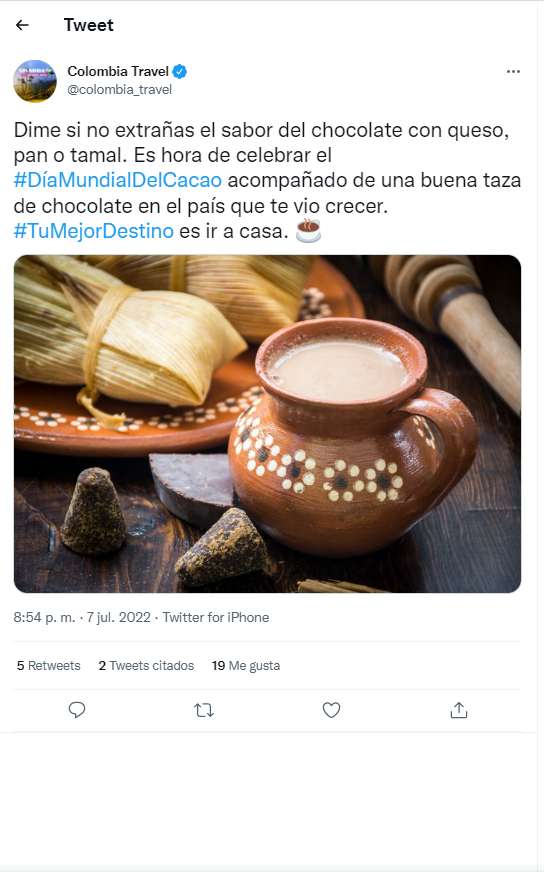 Tweet
Colombia Travel
@colombia_travel
Dime si no extrañas el sabor del chocolate con queso,
pan o tamal. Es hora de celebrar el
#DíaMundialDelCacao acompañado de una buena taza
de chocolate en el país que te vio crecer.
#TuMejorDestino es ir a casa. ☕
8:54 p. m. · 7 jul. 2022 · Twitter for iPhone
5 Retweets 2 Tweets citados 19 Me gusta